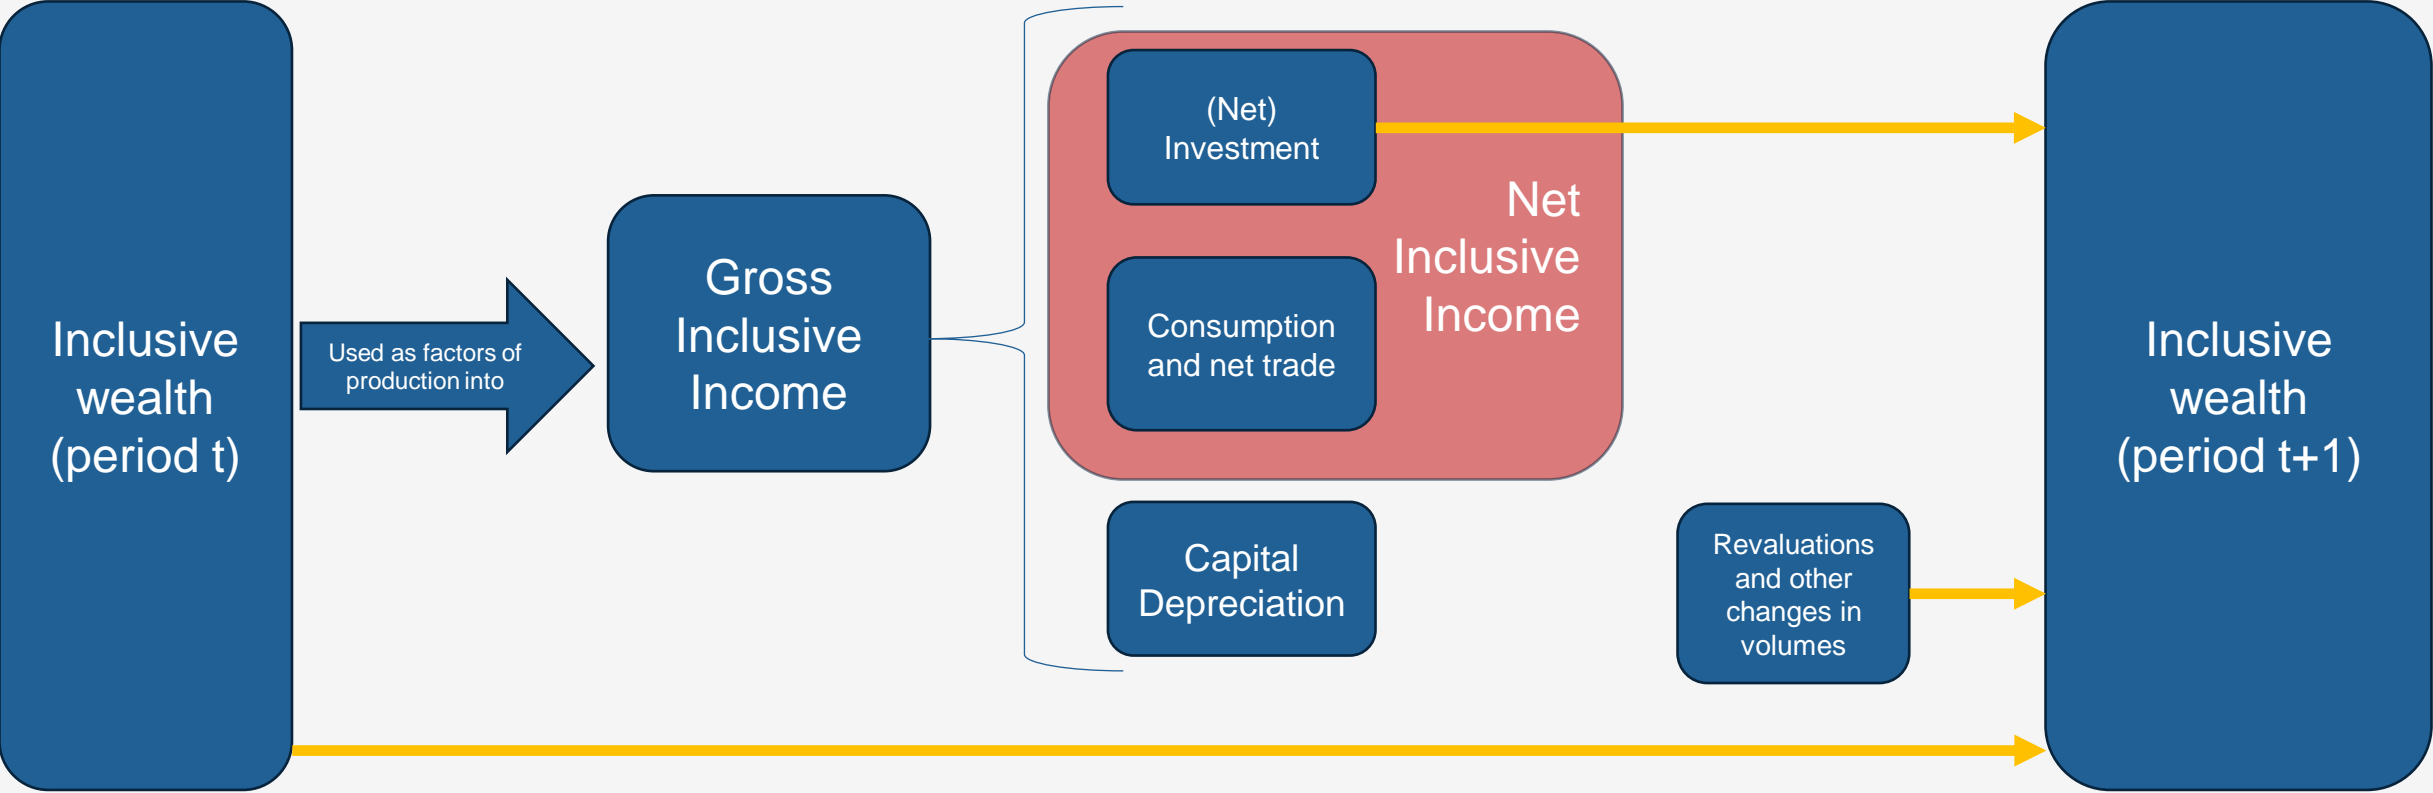 Inclusive
wealth
(period t)
Used as factors of
production into
Gross
Inclusive
Income
(Net)
Investment
Consumption
and net trade
Net
Inclusive
Income
Capital
Depreciation
Revaluations
and other
changes in
volumes
Inclusive
wealth
(period t+1)